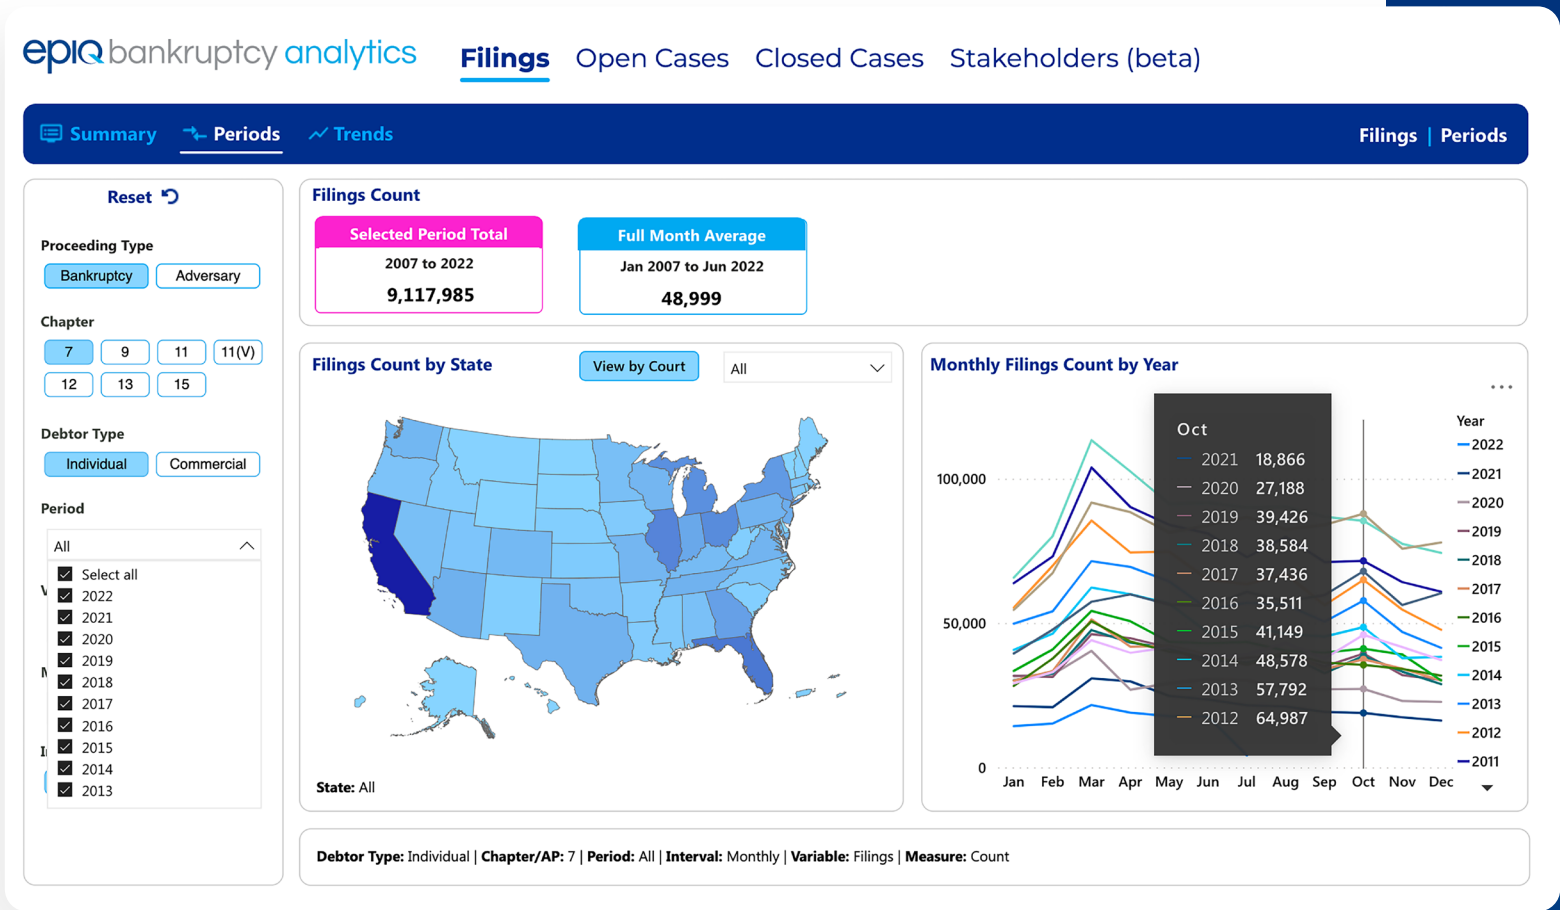 epiq bankruptcy analytics
Filings Open Cases Closed Cases Stakeholders (beta)
Summary Periods Trends
Filings | Periods
Reset
Proceeding Type
Bankruptcy Adversary
Chapter
7 9 11 11(V)
12 13 15
Debtor Type
Individual Commercial
Period
All
Select all
2022
2021
2020
2019
2018
2017
2016
2015
2014
2013
Filings Count
Selected Period Total
2007 to 2022
9,117,985
Full Month Average
Jan 2007 to Jun 2022
48,999
Filings Count by State
View by Court
All
State: All
Monthly Filings Count by Year
100,000
50,000
0
Jan Feb Mar Apr May Jun Jul Aug Sep Oct Nov Dec
Oct
2021 18,866
2020 27,188
2019 39,426
2018 38,584
2017 37,436
2016 35,511
2015 41,149
2014 48,578
2013 57,792
2012 64,987
Year
2022
2021
2020
2019
2018
2017
2016
2015
2014
2013
2012
2011
Debtor Type: Individual | Chapter/AP: 7 | Period: All | Interval: Monthly | Variable: Filings | Measure: Count